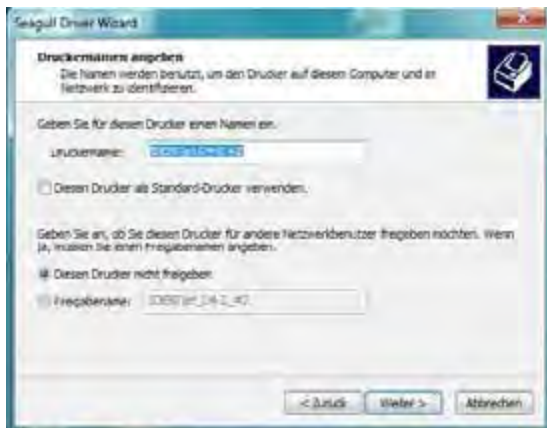 Seagull Driver Wizard
Druckernamen angeben
Die Namen werden benutzt, um den Drucker auf diesem Computer und im
Netzwerk zu identifizieren.
Geben Sie für diesen Drucker einen Namen ein.
Druckername:
Diesen Drucker als Standard-Drucker verwenden.
Geben Sie an, ob Sie diesen Drucker für andere Netzwerkbenutzer freigeben möchten. Wenn
ja, müssen Sie einen Freigabenamen angeben.
Diesen Drucker nicht freigeben
Freigabename:
< Zurück Weiter > Abbrechen